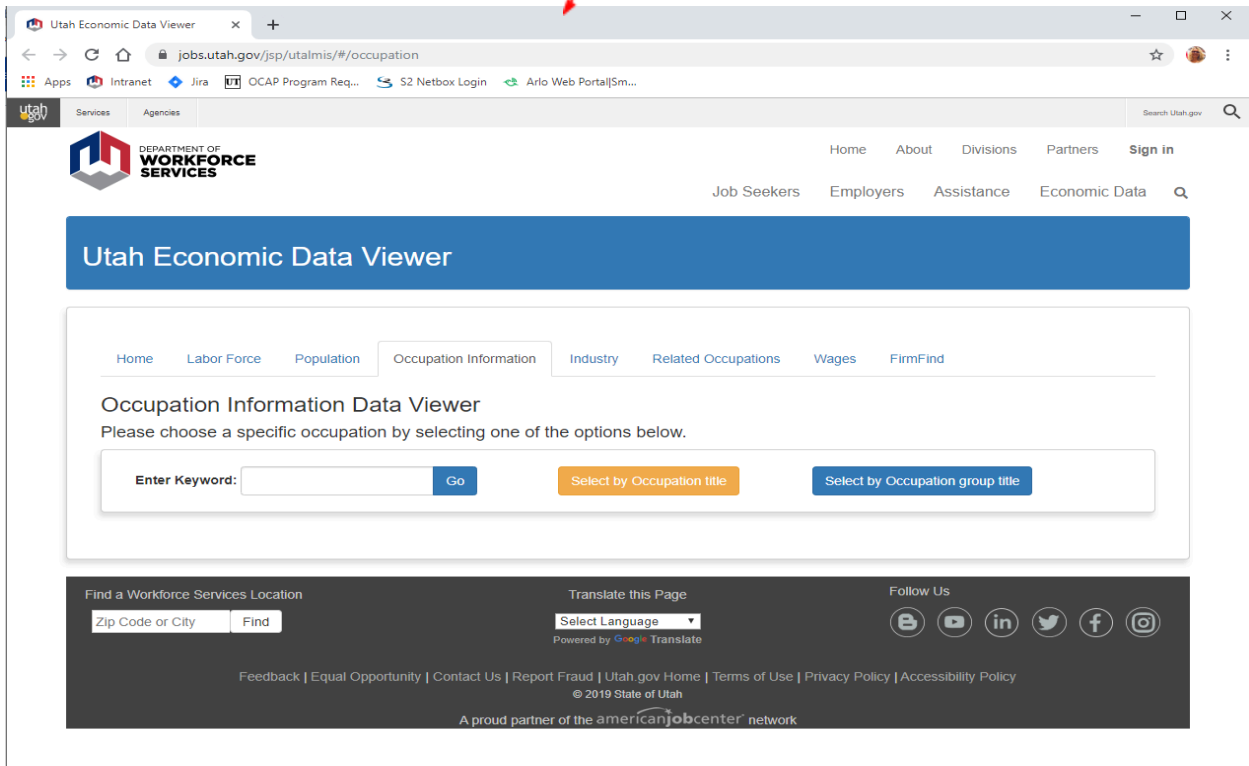 Utah Economic Data Viewer
jobs.utah.gov/jsp/utalmis/#/occupation
Apps Intranet Jira UT OCAP Program Req... S2 Netbox Login Arlo Web Portal|Sm...
utah.gov Services Agencies Search Utah.gov
DEPARTMENT OF
WORKFORCE
SERVICES
Home About Divisions Partners Sign in
Job Seekers Employers Assistance Economic Data
Utah Economic Data Viewer
Home Labor Force Population Occupation Information Industry Related Occupations Wages FirmFind
Occupation Information Data Viewer
Please choose a specific occupation by selecting one of the options below.
Enter Keyword: Go Select by Occupation title Select by Occupation group title
Find a Workforce Services Location Translate this Page Follow Us
Zip Code or City Find Select Language
Powered by Google Translate
Feedback | Equal Opportunity | Contact Us | Report Fraud | Utah.gov Home | Terms of Use | Privacy Policy | Accessibility Policy
© 2019 State of Utah
A proud partner of the americanjobcenter network